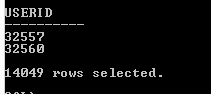 USERID
----------
32557
32560
14049 rows selected.